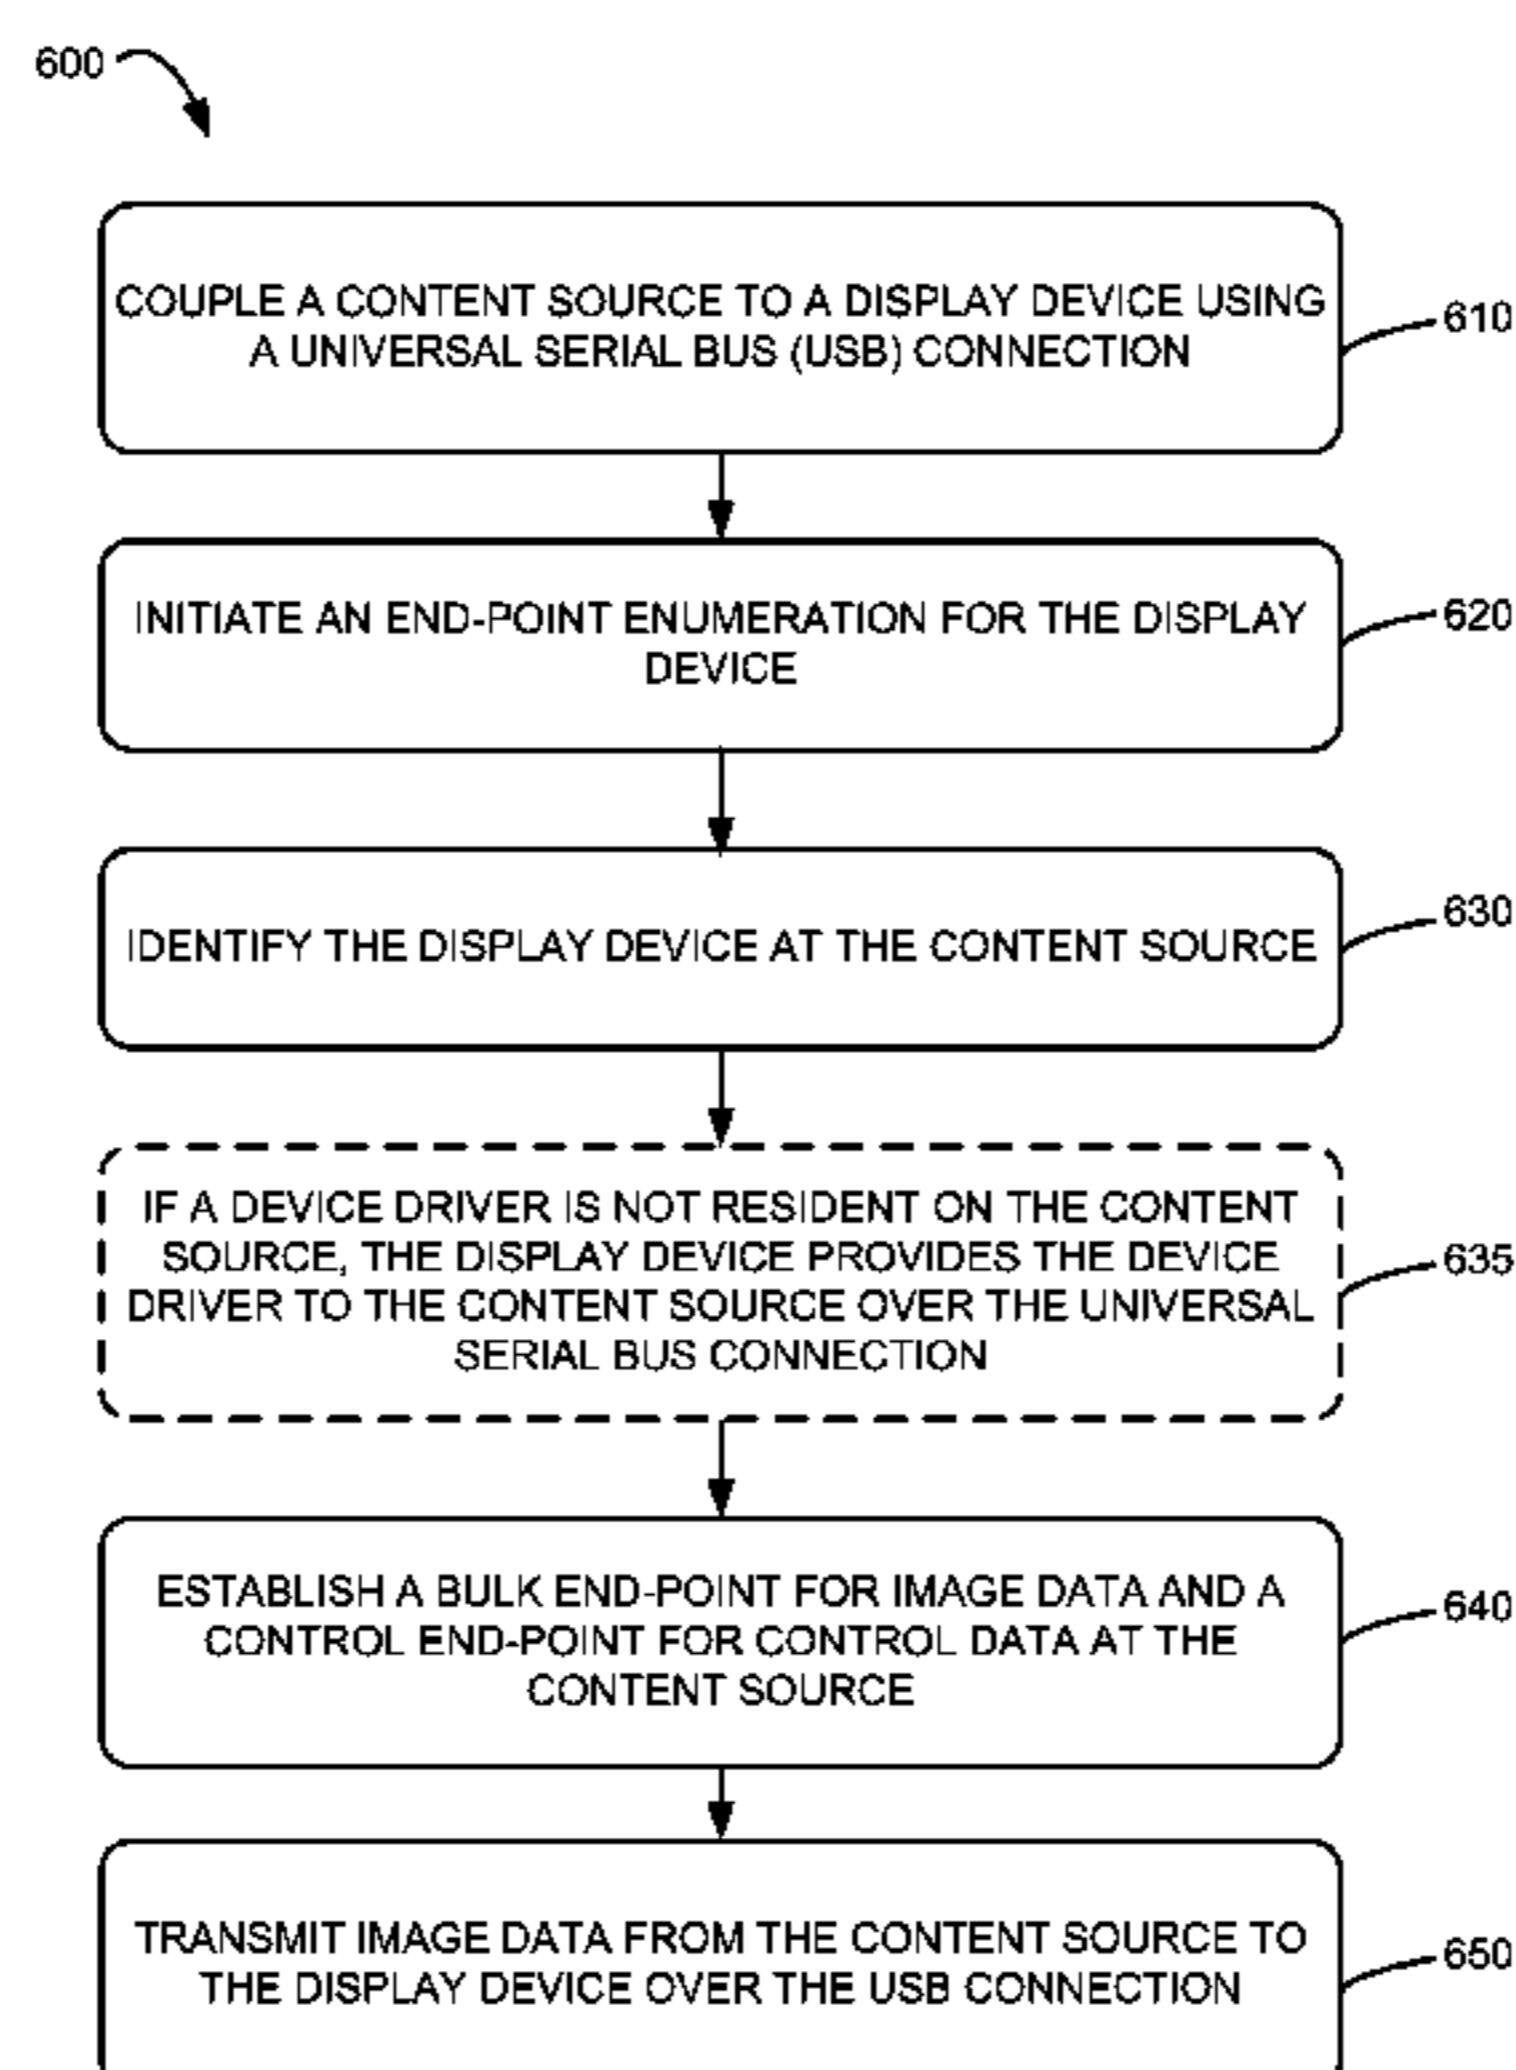 600
COUPLE A CONTENT SOURCE TO A DISPLAY DEVICE USING
A UNIVERSAL SERIAL BUS (USB) CONNECTION
610
INITIATE AN END-POINT ENUMERATION FOR THE DISPLAY
DEVICE
620
IDENTIFY THE DISPLAY DEVICE AT THE CONTENT SOURCE
630
IF A DEVICE DRIVER IS NOT RESIDENT ON THE CONTENT
SOURCE, THE DISPLAY DEVICE PROVIDES THE DEVICE
DRIVER TO THE CONTENT SOURCE OVER THE UNIVERSAL
SERIAL BUS CONNECTION
635
ESTABLISH A BULK END-POINT FOR IMAGE DATA AND A
CONTROL END-POINT FOR CONTROL DATA AT THE
CONTENT SOURCE
640
TRANSMIT IMAGE DATA FROM THE CONTENT SOURCE TO
THE DISPLAY DEVICE OVER THE USB CONNECTION
650